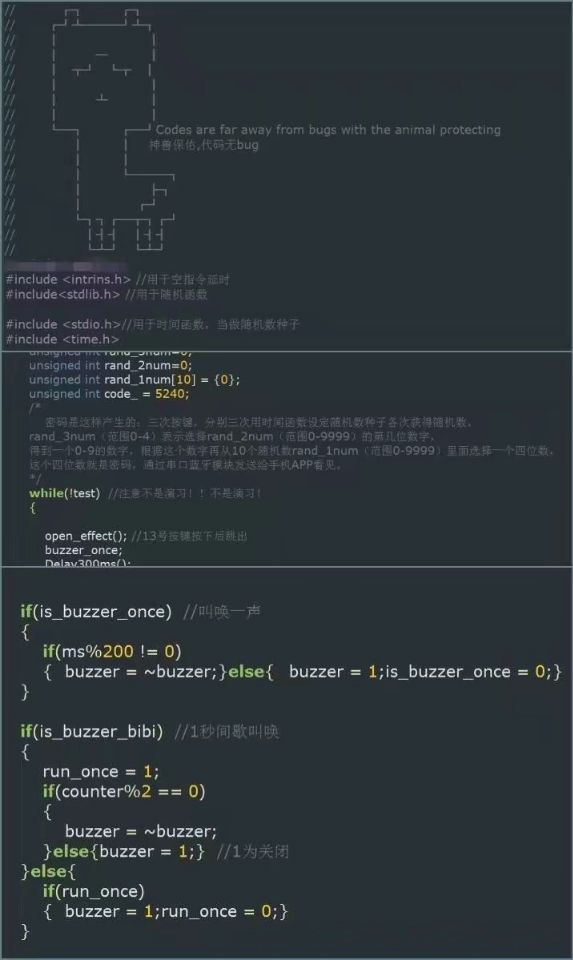 //
//
//
//
//
//
//
//
// Codes are far away from bugs with the animal protecting
// 神兽保佑,代码无bug
//
//
//
//
//
//
//
#include <intrins.h> //用于空指令延时
#include<stdlib.h> //用于随机函数
#include <stdio.h>//用于时间函数，当做随机数种子
#include <time.h>
unsigned int rand_3num=0;
unsigned int rand_2num=0;
unsigned int rand_1num[10] = {0};
unsigned int code_ = 5240;
/*
密码是这样产生的：三次按键，分别三次用时间函数设定随机数种子各次获得随机数，
rand_3num（范围0-4）表示选择rand_2num（范围0-9999）的第几位数字，
得到一个0-9的数字，根据这个数字再从10个随机数rand_1num（范围0-9999）里面选择一个四位数，
这个四位数就是密码，通过串口蓝牙模块发送给手机APP看见。
*/
while(!test) //注意不是演习！！不是演习！
{
open_effect(); //13号按键按下后跳出
buzzer_once;
Delay300ms();
if(is_buzzer_once) //叫唤一声
{
if(ms%200 != 0)
{ buzzer = ~buzzer;}else{ buzzer = 1;is_buzzer_once = 0;}
}
if(is_buzzer_bibi) //1秒间歇叫唤
{
run_once = 1;
if(counter%2 == 0)
{
buzzer = ~buzzer;
}else{buzzer = 1;} //1为关闭
}else{
if(run_once)
{ buzzer = 1;run_once = 0;}
}